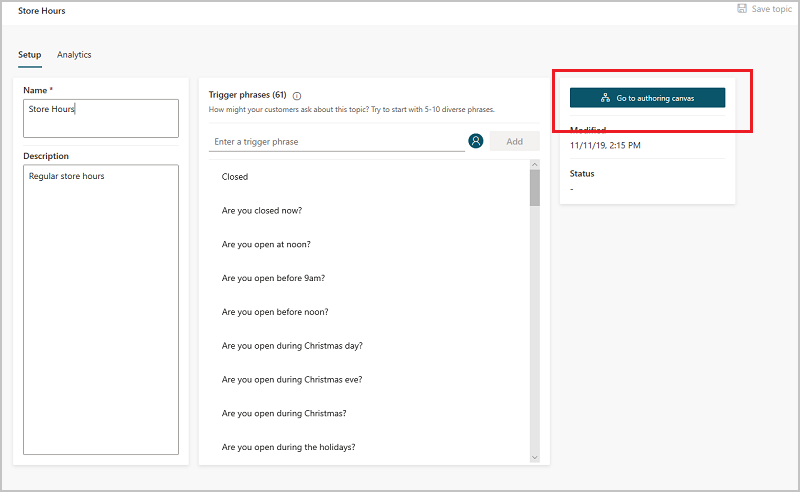 Store Hours
Save topic
Setup
Analytics
Name *
Store Hours
Description
Regular store hours
Trigger phrases (61)
How might your customers ask about this topic? Try to start with 5-10 diverse phrases.
Enter a trigger phrase
Add
Closed
Are you closed now?
Are you open at noon?
Are you open before 9am?
Are you open before noon?
Are you open during Christmas day?
Are you open during Christmas eve?
Are you open during Christmas?
Are you open during the holidays?
Go to authoring canvas
Modified
11/11/19, 2:15 PM
Status
-